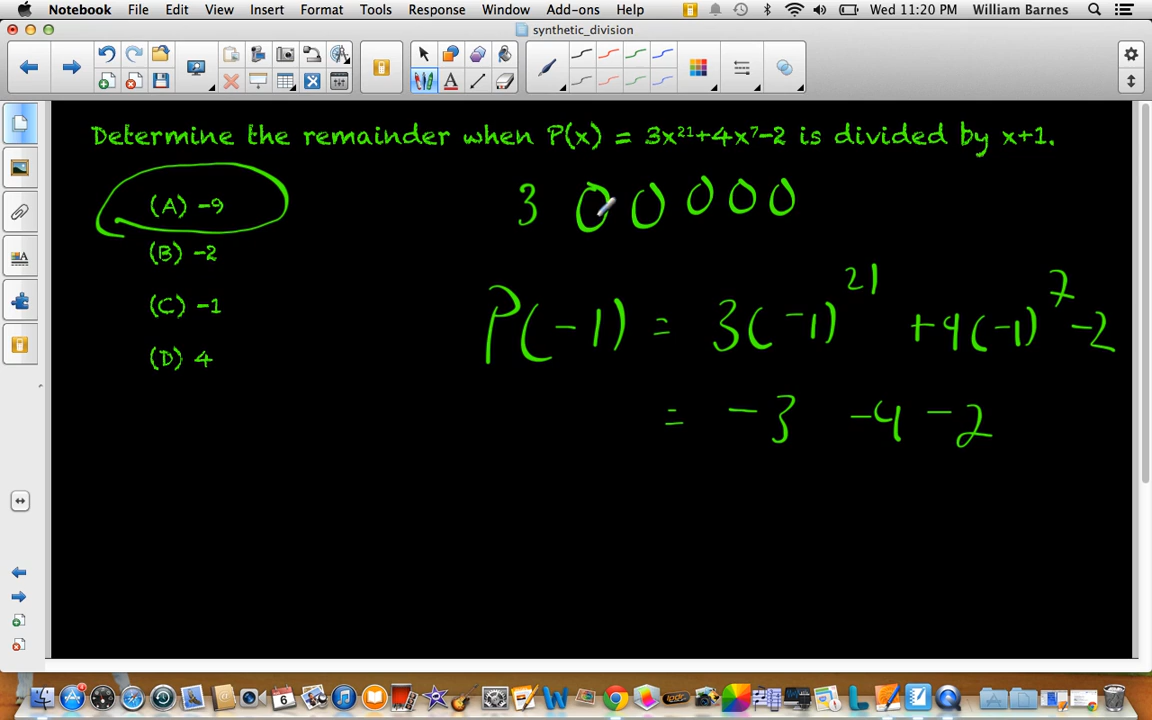 Notebook File Edit View Insert Format Tools Response Window Add-ons Help Wed 11:20 PM William Barnes
synthetic_division
Determine the remainder when P(x) = 3x²¹+4x⁷-2 is divided by x+1.
(A) -9
3 0 0 0 0 0
(B) -2
(C) -1
P(-1) = 3(-1)²¹ +4(-1)⁷-2
(D) 4
= -3 -4 -2